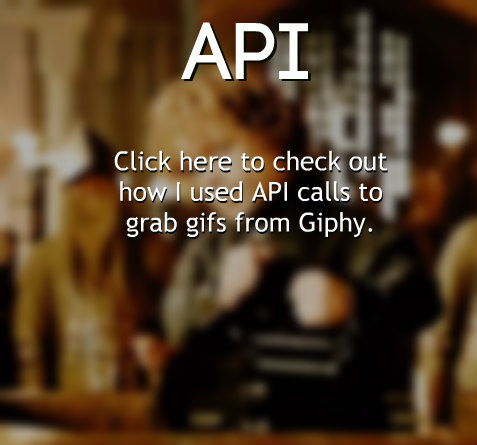 API
Click here to check out
how I used API calls to
grab gifs from Giphy.